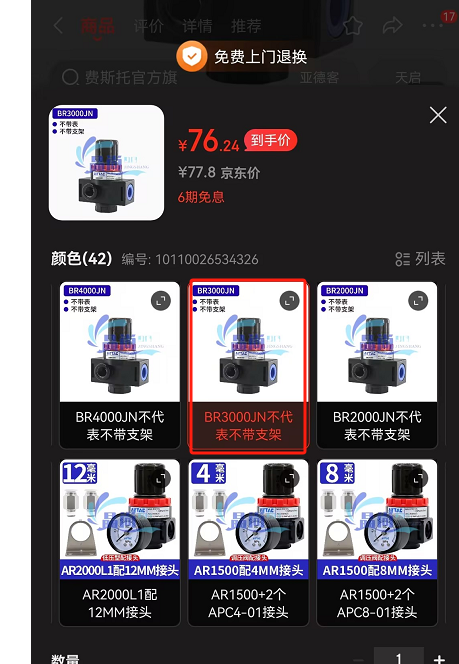 商品 评价 详情 推荐
17
免费上门退换
费斯托官方旗
亚德客
天启
BR3000JN
不带表
不带支架
¥76.24 到手价
¥77.8 京东价
6期免息
颜色(42) 编号: 10110026534326
列表
BR4000JN
不带表
不带支架
BR4000JN不代
表不带支架
BR3000JN
不带表
不带支架
BR3000JN不代
表不带支架
BR2000JN
不带表
不带支架
BR2000JN不代
表不带支架
12毫米
AR2000L1配12MM接头
AR2000L1配
12MM接头
4毫米
AR1500配4MM接头
AR1500+2个
APC4-01接头
8毫米
AR1500配8MM接头
AR1500+2个
APC8-01接头
数量
1